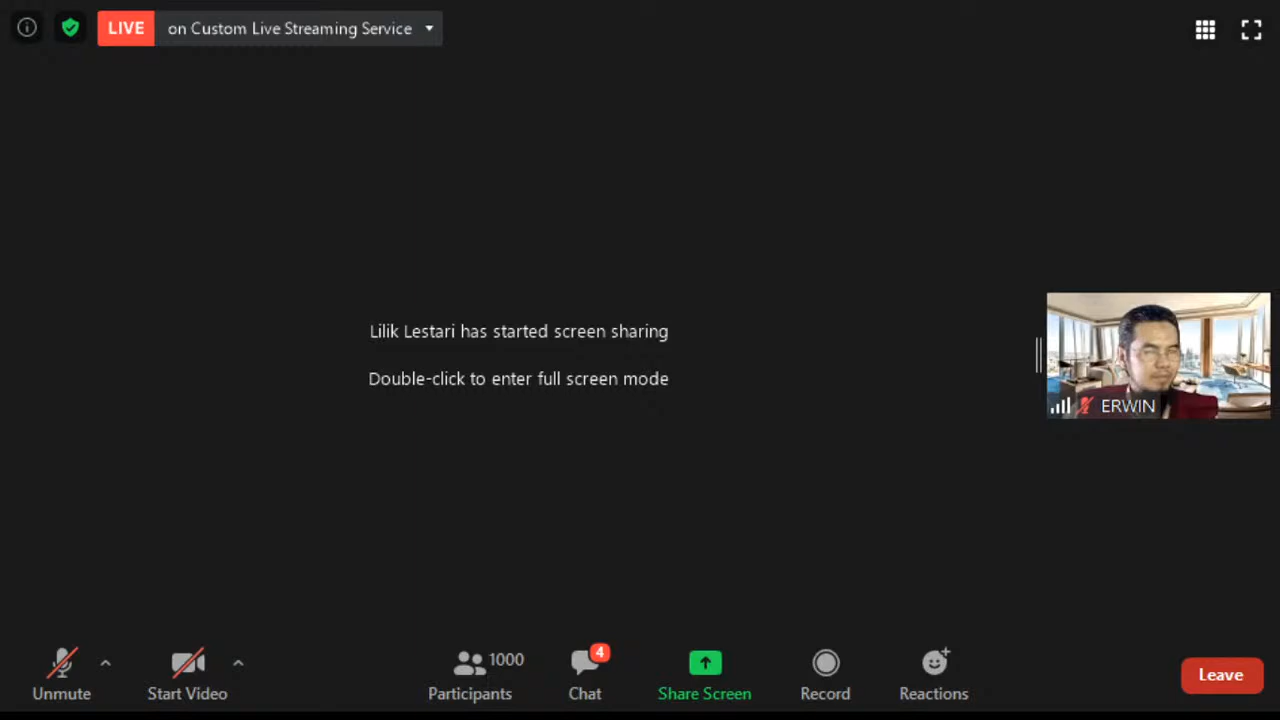 LIVE on Custom Live Streaming Service
Lilik Lestari has started screen sharing
Double-click to enter full screen mode
ERWIN
1000
4
Unmute
Start Video
Participants
Chat
Share Screen
Record
Reactions
Leave